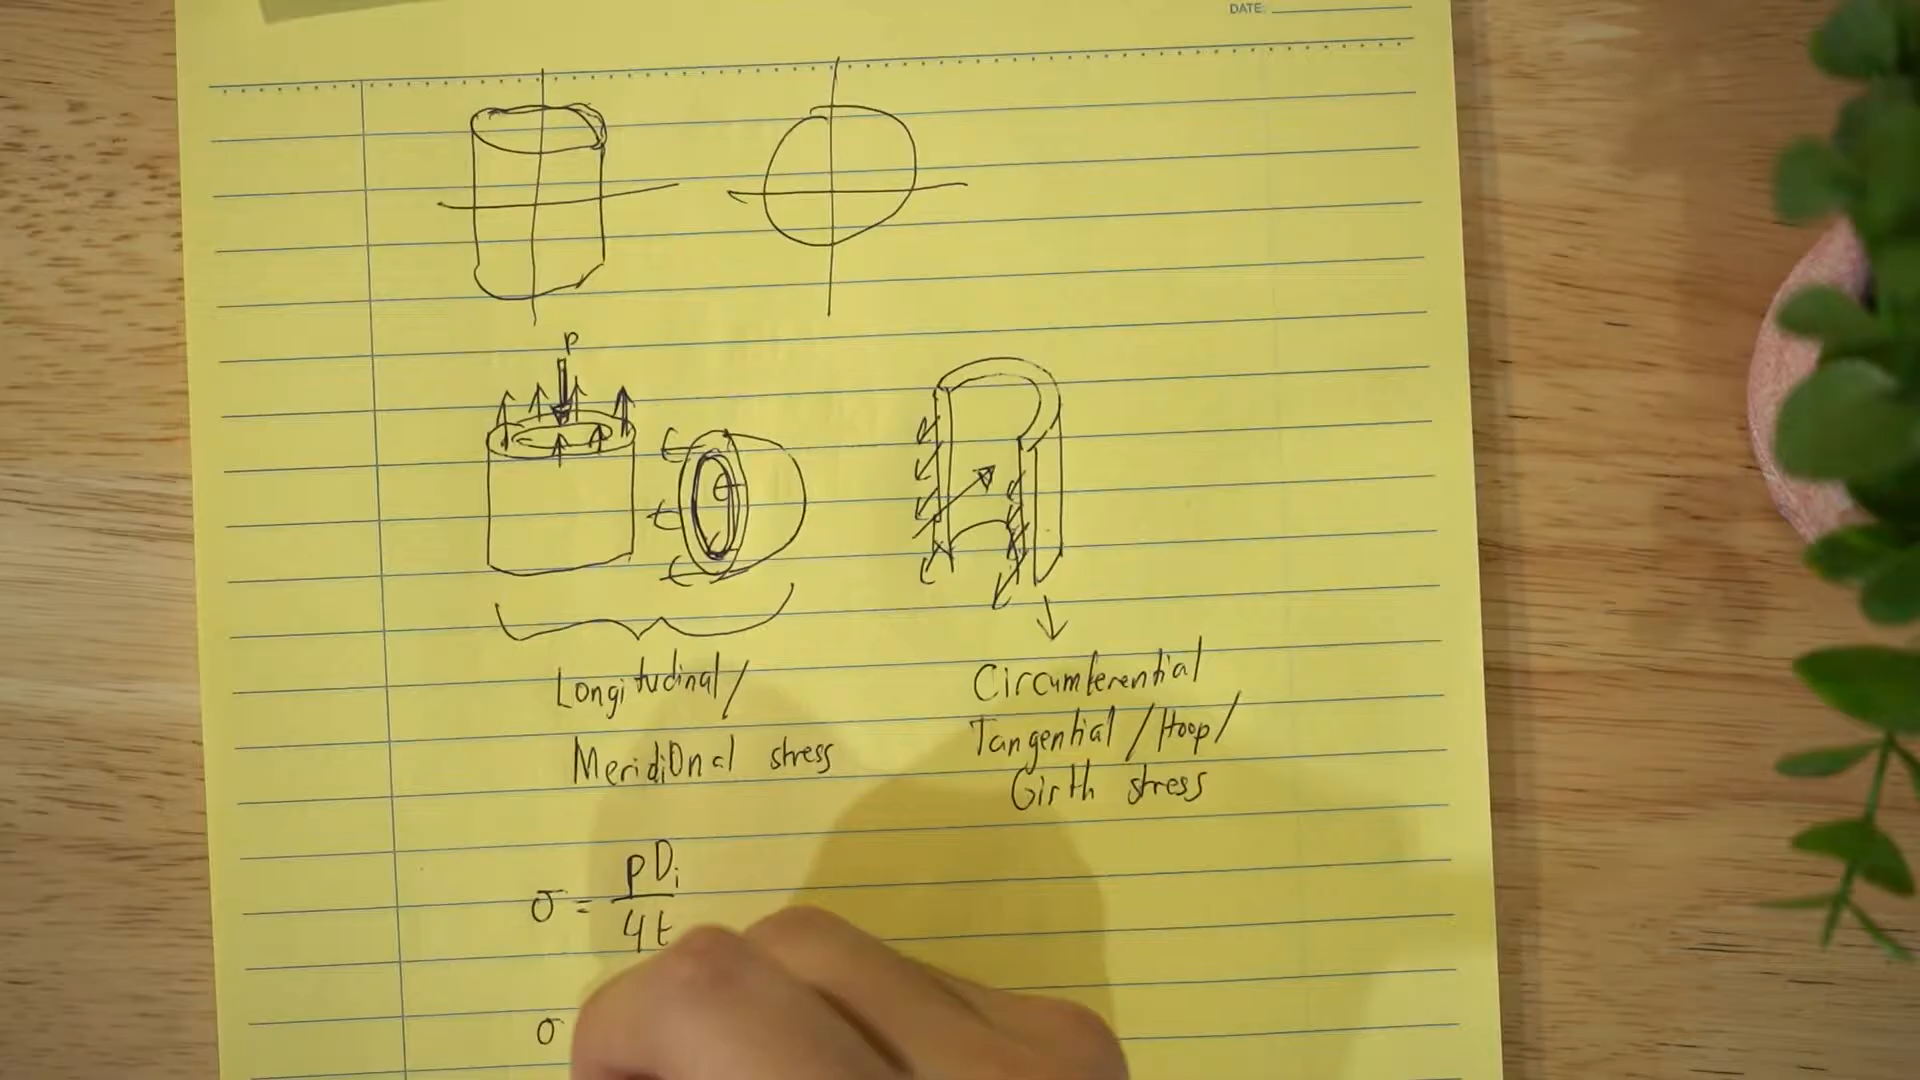 DATE:
P
Longitudinal/
Meridional stress
Circumferential
Tangential / Hoop/
Girth stress
σ = pDi
4t
σ